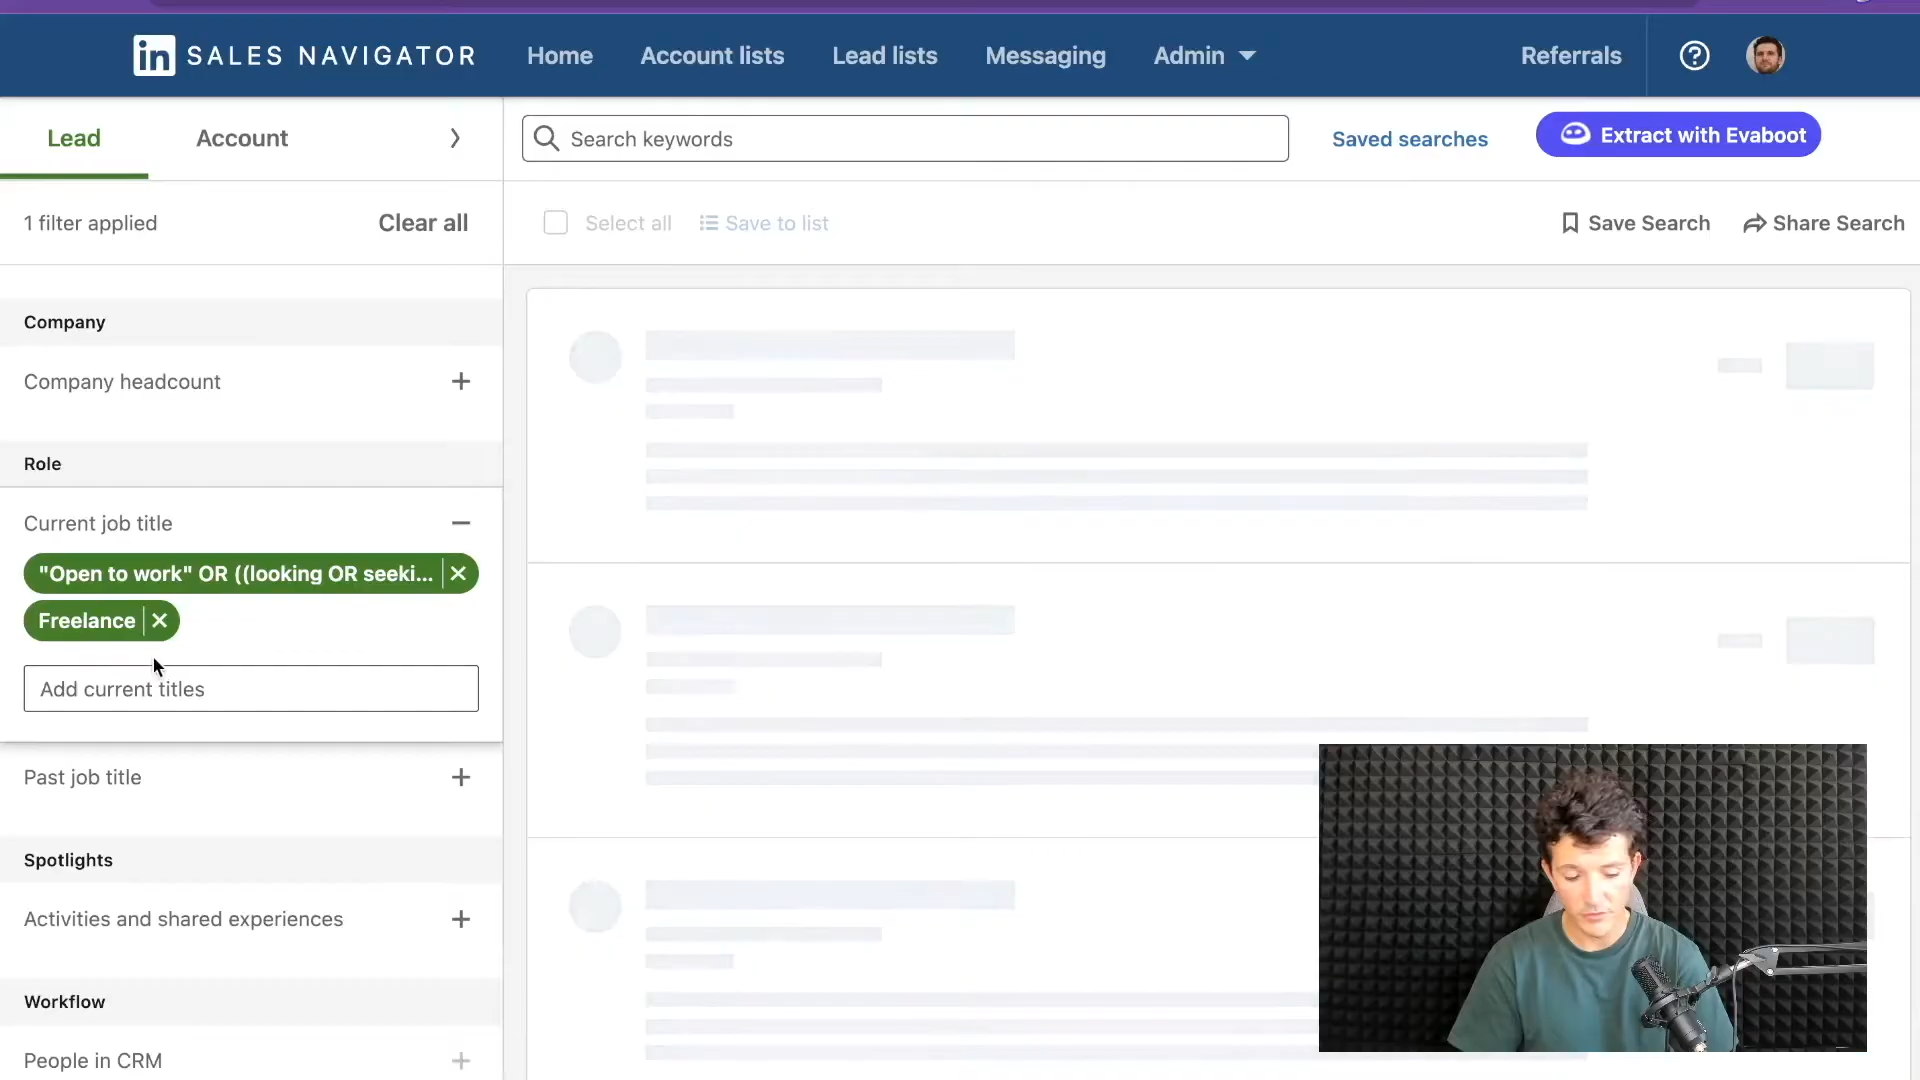 in SALES NAVIGATOR Home Account lists Lead lists Messaging Admin Referrals
Lead Account
Search keywords
Saved searches
Extract with Evaboot
1 filter applied Clear all
Select all Save to list Save Search Share Search
Company
Company headcount
Role
Current job title
"Open to work" OR ((looking OR seeki...
Freelance
Add current titles
Past job title
Spotlights
Activities and shared experiences
Workflow
People in CRM